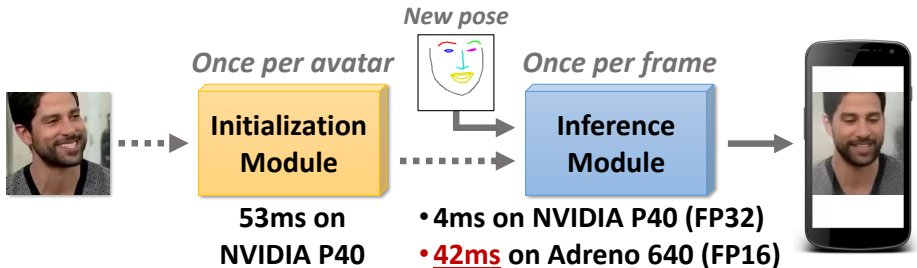 New pose
Once per avatar
Once per frame
Initialization
Module
Inference
Module
53ms on
NVIDIA P40
• 4ms on NVIDIA P40 (FP32)
• 42ms on Adreno 640 (FP16)